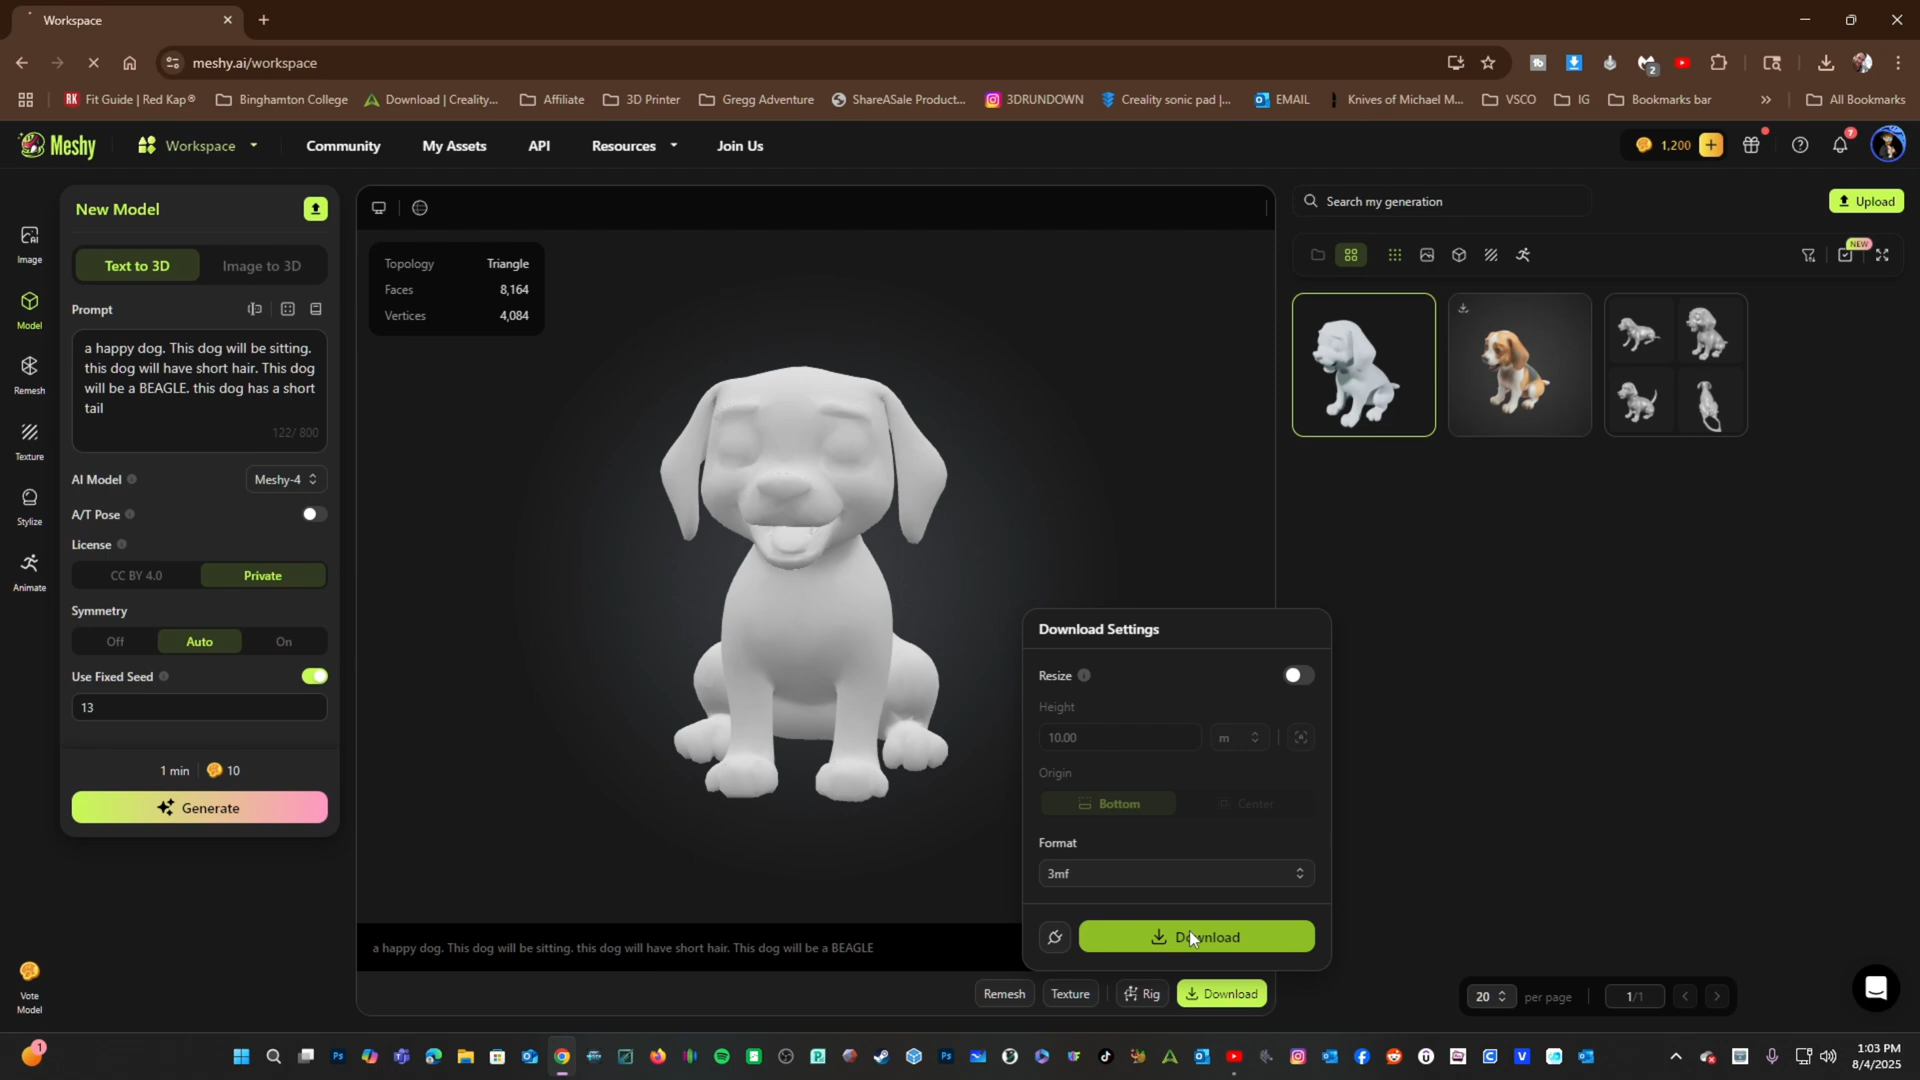 Workspace
meshy.ai/workspace
2
RK Fit Guide | Red Kap®
Binghamton College
Download | Creality...
Affiliate
3D Printer
Gregg Adventure
ShareASale Product...
3DRUNDOWN
Creality sonic pad |...
EMAIL
Knives of Michael M...
VSCO
IG
Bookmarks bar
»
All Bookmarks
Meshy
Workspace
Community
My Assets
API
Resources
Join Us
1,200
7
New Model
Search my generation
Upload
Image
Model
Remesh
Texture
Stylize
Animate
Vote
Model
Text to 3D
Image to 3D
Prompt
a happy dog. This dog will be sitting.
this dog will have short hair. This dog
will be a BEAGLE. this dog has a short
tail
122/ 800
AI Model
Meshy-4
A/T Pose
License
CC BY 4.0
Private
Symmetry
Off
Auto
On
Use Fixed Seed
13
1 min
10
Generate
Topology Triangle
Faces 8,164
Vertices 4,084
NEW
Download Settings
Resize
Height
10.00
m
Origin
Bottom
Center
Format
3mf
Download
a happy dog. This dog will be sitting. this dog will have short hair. This dog will be a BEAGLE
Remesh
Texture
Rig
Download
20
per page
1/1
1
1:03 PM
8/4/2025